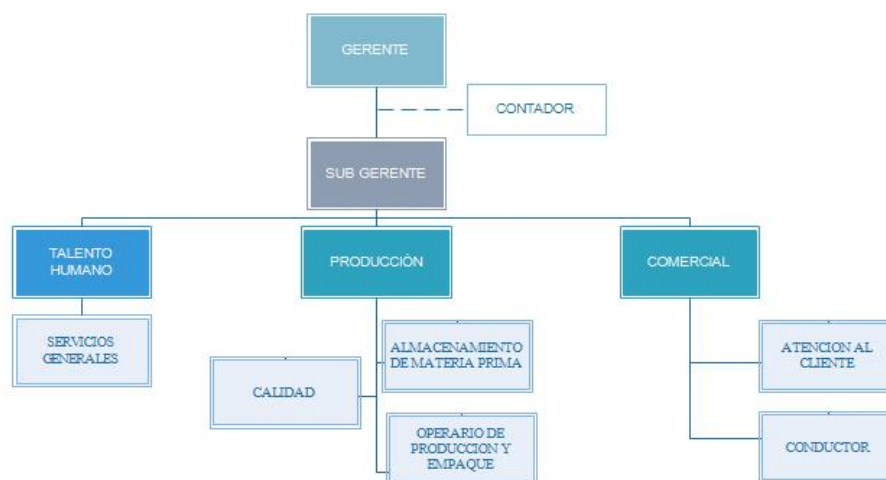 GERENTE
CONTADOR
SUB GERENTE
TALENTO
HUMANO
PRODUCCIÓN
COMERCIAL
SERVICIOS
GENERALES
ALMACENAMIENTO
DE MATERIA PRIMA
ATENCION AL
CLIENTE
CALIDAD
OPERARIO DE
PRODUCCION Y
EMPAQUE
CONDUCTOR